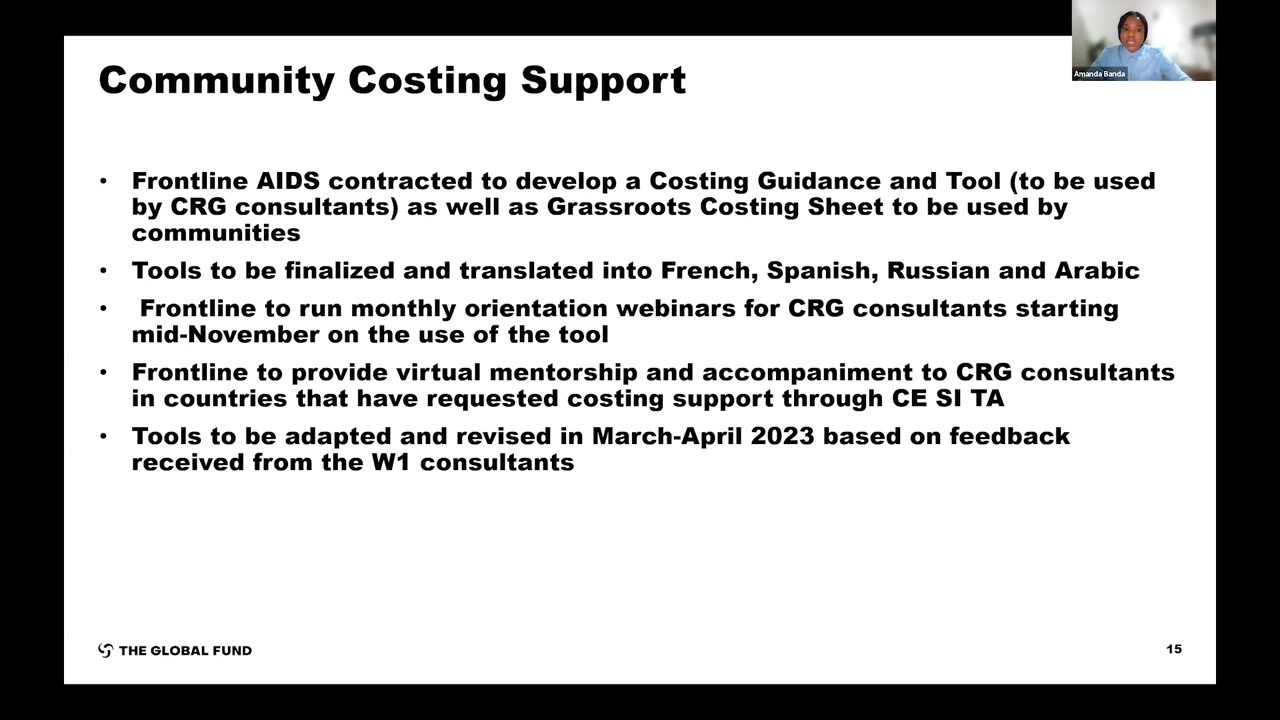 Community Costing Support
Amanda Banda
• Frontline AIDS contracted to develop a Costing Guidance and Tool (to be used
by CRG consultants) as well as Grassroots Costing Sheet to be used by
communities
• Tools to be finalized and translated into French, Spanish, Russian and Arabic
• Frontline to run monthly orientation webinars for CRG consultants starting
mid-November on the use of the tool
• Frontline to provide virtual mentorship and accompaniment to CRG consultants
in countries that have requested costing support through CE SI TA
• Tools to be adapted and revised in March-April 2023 based on feedback
received from the W1 consultants
THE GLOBAL FUND
15